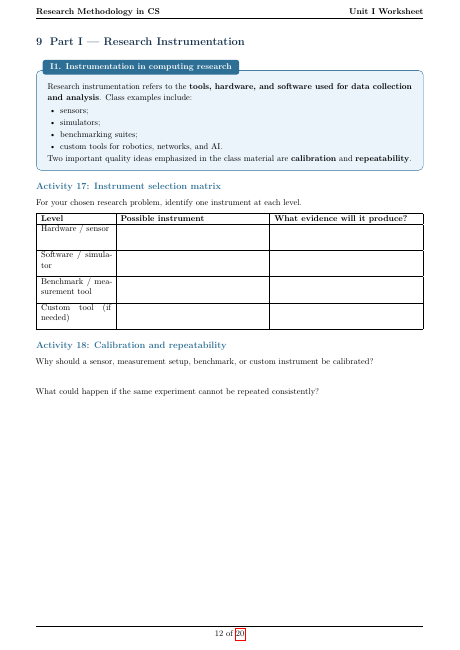 Research Methodology in CS Unit I Worksheet
9 Part I — Research Instrumentation
I1. Instrumentation in computing research
Research instrumentation refers to the tools, hardware, and software used for data collection
and analysis. Class examples include:
• sensors;
• simulators;
• benchmarking suites;
• custom tools for robotics, networks, and AI.
Two important quality ideas emphasized in the class material are calibration and repeatability.
Activity 17: Instrument selection matrix
For your chosen research problem, identify one instrument at each level.
Level Possible instrument What evidence will it produce?
Hardware / sensor
Software / simula-
tor
Benchmark / mea-
surement tool
Custom tool (if
needed)
Activity 18: Calibration and repeatability
Why should a sensor, measurement setup, benchmark, or custom instrument be calibrated?
What could happen if the same experiment cannot be repeated consistently?
12 of 20